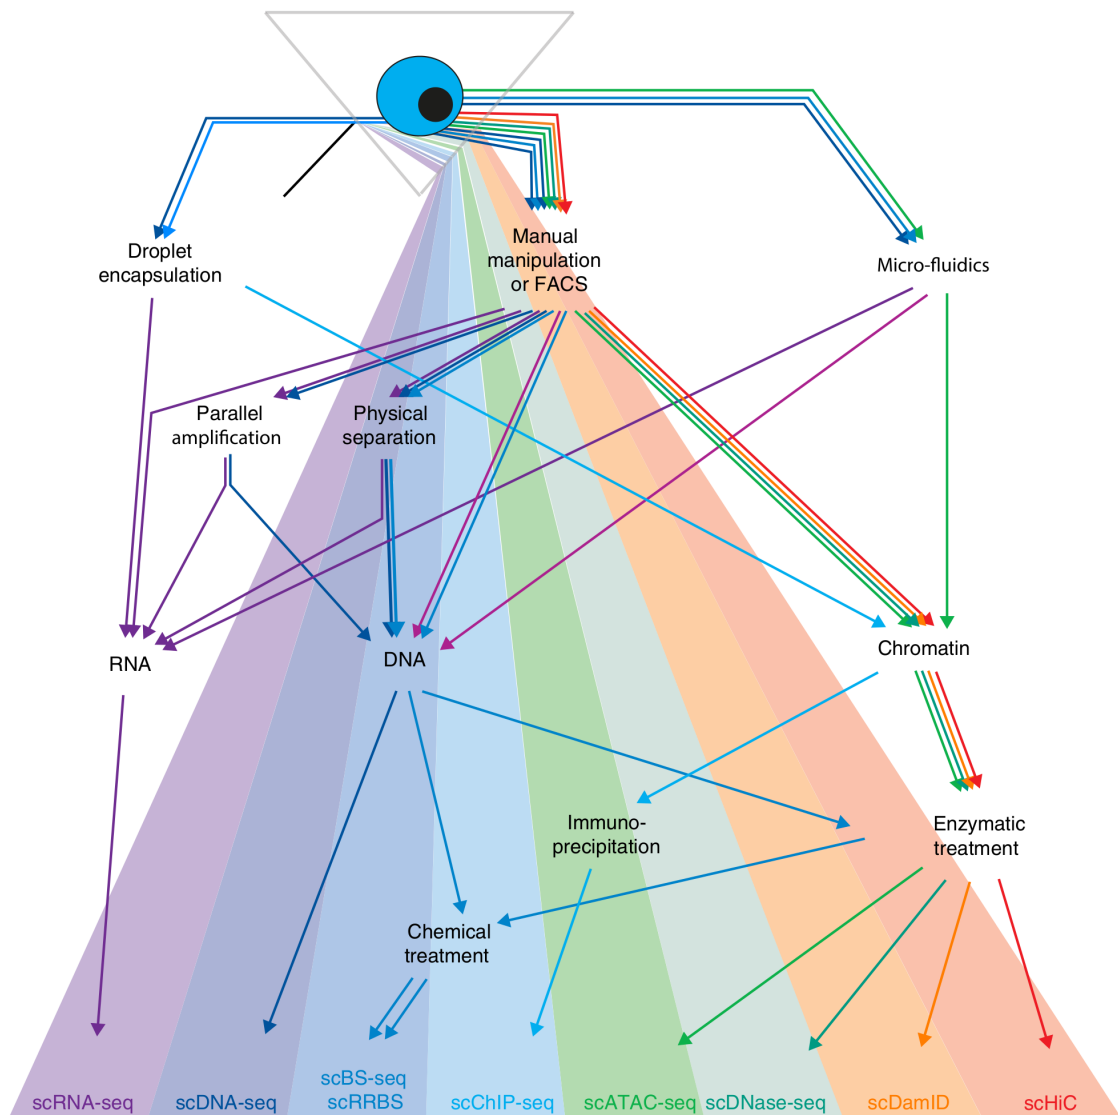 Droplet
encapsulation
Manual
manipulation
or FACS
Micro-fluidics
Parallel
amplification
Physical
separation
RNA
DNA
Chromatin
Immuno-
precipitation
Enzymatic
treatment
Chemical
treatment
scRNA-seq
scDNA-seq
scBS-seq
scRRBS
scChIP-seq
scATAC-seq
scDNase-seq
scDamID
scHiC